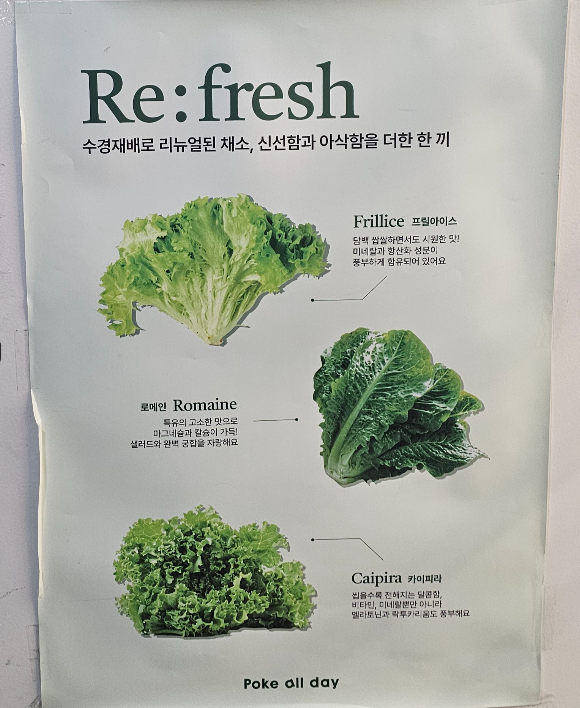 Re:fresh
수경재배로 리뉴얼된 채소, 신선함과 아삭함을 더한 한 끼
Frillice 프릴아이스
담백 쌉쌀하면서도 시원한 맛!
미네랄과 항산화 성분이
풍부하게 함유되어 있어요
로메인 Romaine
특유의 고소한 맛으로
마그네슘과 칼슘이 가득!
샐러드와 완벽 궁합을 자랑해요
Caipira 카이피라
씹을수록 전해지는 달콤함,
비타민, 미네랄뿐만 아니라
멜라토닌과 락투카리움도 풍부해요
Poke all day